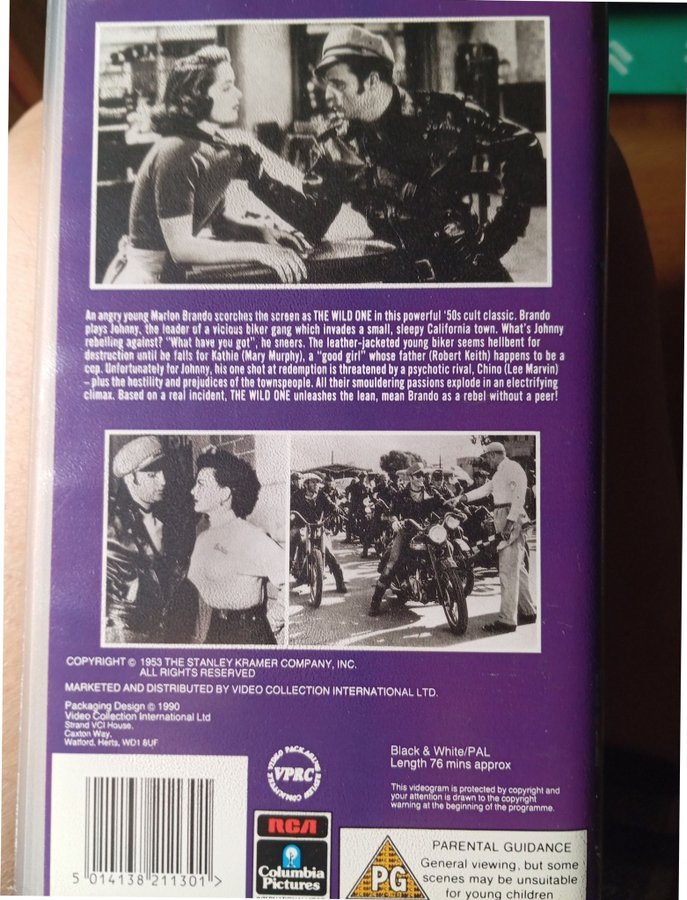 An angry young Marlon Brando scorches the screen as THE WILD ONE in this powerful '50s cult classic. Brando
plays Johnny, the leader of a vicious biker gang which invades a small, sleepy California town. What's Johnny
rebelling against? "What have you got", he sneers. The leather-jacketed young biker seems hellbent for
destruction until he falls for Kathie (Mary Murphy), a "good girl" whose father (Robert Keith) happens to be a
cop. Unfortunately for Johnny, his one shot at redemption is threatened by a psychotic rival, Chino (Lee Marvin)
– plus the hostility and prejudices of the townspeople. All their smouldering passions explode in an electrifying
climax. Based on a real incident, THE WILD ONE unleashes the lean, mean Brando as a rebel without a peer!
COPYRIGHT © 1953 THE STANLEY KRAMER COMPANY, INC.
ALL RIGHTS RESERVED
MARKETED AND DISTRIBUTED BY VIDEO COLLECTION INTERNATIONAL LTD.
Packaging Design © 1990
Video Collection International Ltd
Strand VCI House,
Caxton Way,
Watford, Herts, WD1 8UF
Black & White/PAL
Length 76 mins approx
This videogram is protected by copyright and
your attention is drawn to the copyright
warning at the beginning of the programme.
VIDEO PACKAGING REVIEW COMMITTEE
VPRC
RCA
Columbia
Pictures
INTERNATIONAL
5 014138 211301 >
PG
PARENTAL GUIDANCE
General viewing, but some
scenes may be unsuitable
for young children